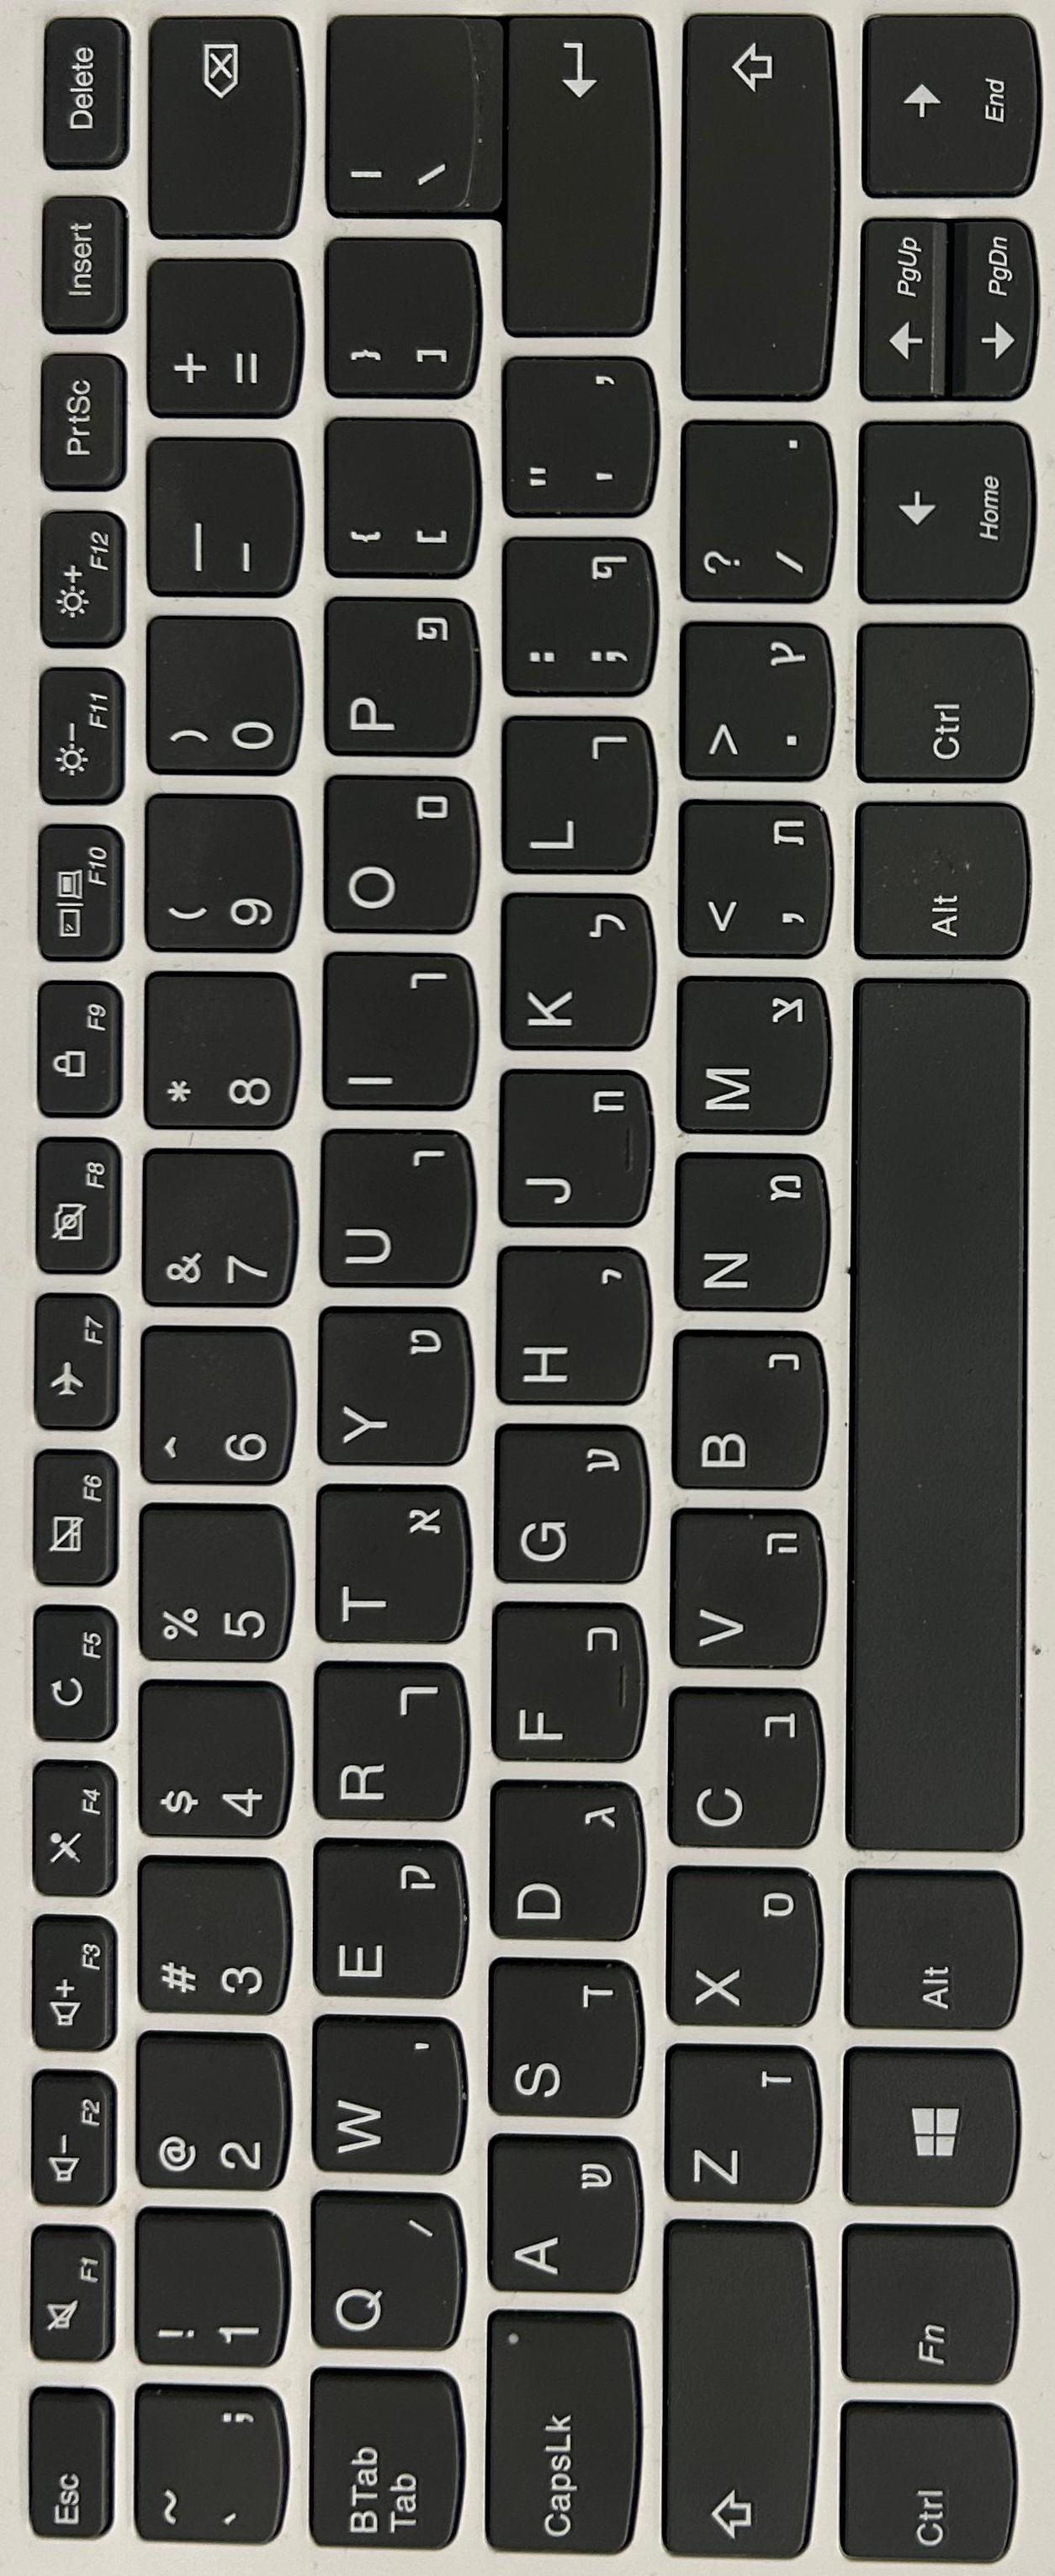 Esc F1 F2 F3 F4 F5 F6 F7 F8 F9 F10 F11 F12 PrtSc Insert Delete
~ ! @ # $ % ^ & * ( ) — +
` ; 1 2 3 4 5 6 7 8 9 0 - =
BTab Q W E R T Y U I O P { } |
Tab / ' ק ר א ט ו ן ם פ [ ] \
CapsLk A S D F G H J K L : "
ש ד ג כ ע י ח ל ך ; ף ' ,
Z X C V B N M < > ?
ז ס ב ה נ מ צ , ת . ץ / .
Ctrl Fn Alt Alt Ctrl Home PgUp End
PgDn